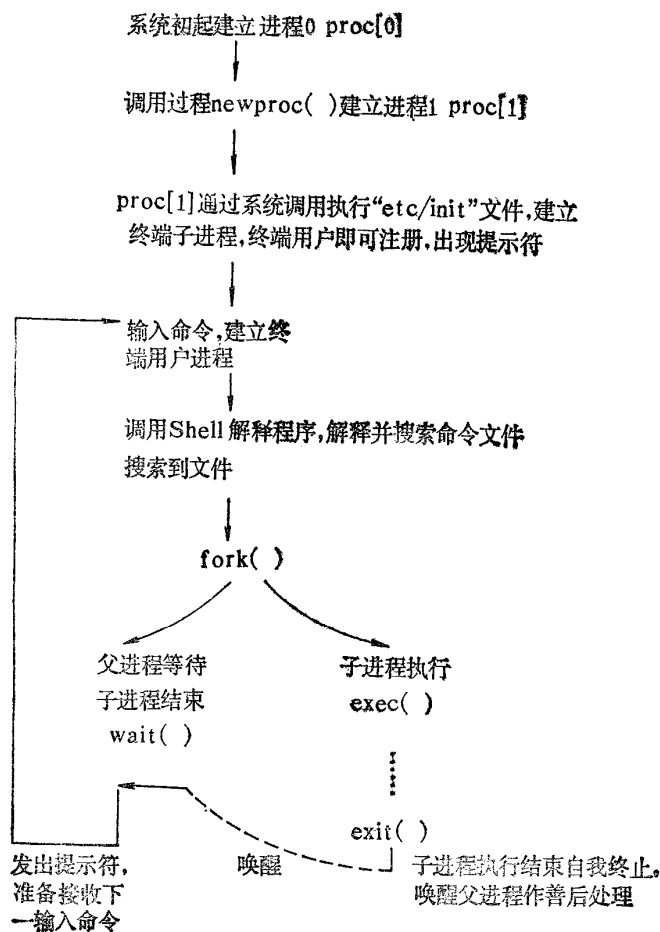 系统初起建立进程0 proc[0]
调用过程newproc( )建立进程1 proc[1]
proc[1]通过系统调用执行“etc/init”文件,建立
终端子进程,终端用户即可注册,出现提示符
输入命令,建立终
端用户进程
调用Shell解释程序,解释并搜索命令文件
搜索到文件
fork( )
父进程等待
子进程结束
wait( )
子进程执行
exec( )
exit( )
发出提示符,
准备接收下
一输入命令
唤醒
子进程执行结束自我终止。
唤醒父进程作善后处理